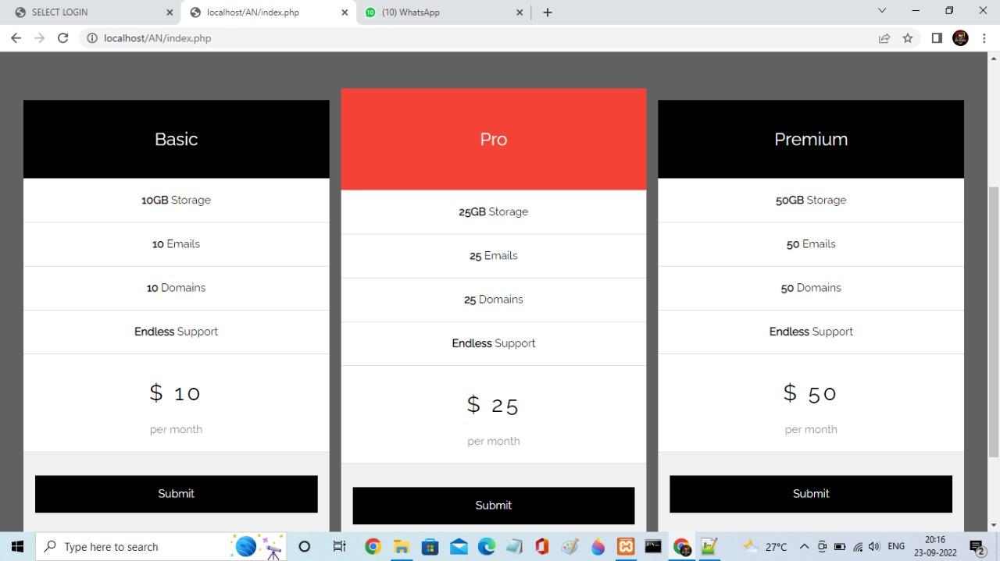 SELECT LOGIN
localhost/AN/index.php
10
(10) WhatsApp
localhost/AN/index.php
Basic
10GB Storage
10 Emails
10 Domains
Endless Support
$ 10
per month
Submit
Pro
25GB Storage
25 Emails
25 Domains
Endless Support
$ 25
per month
Submit
Premium
50GB Storage
50 Emails
50 Domains
Endless Support
$ 50
per month
Submit
Type here to search
27°C
ENG
20:16
23-09-2022
2